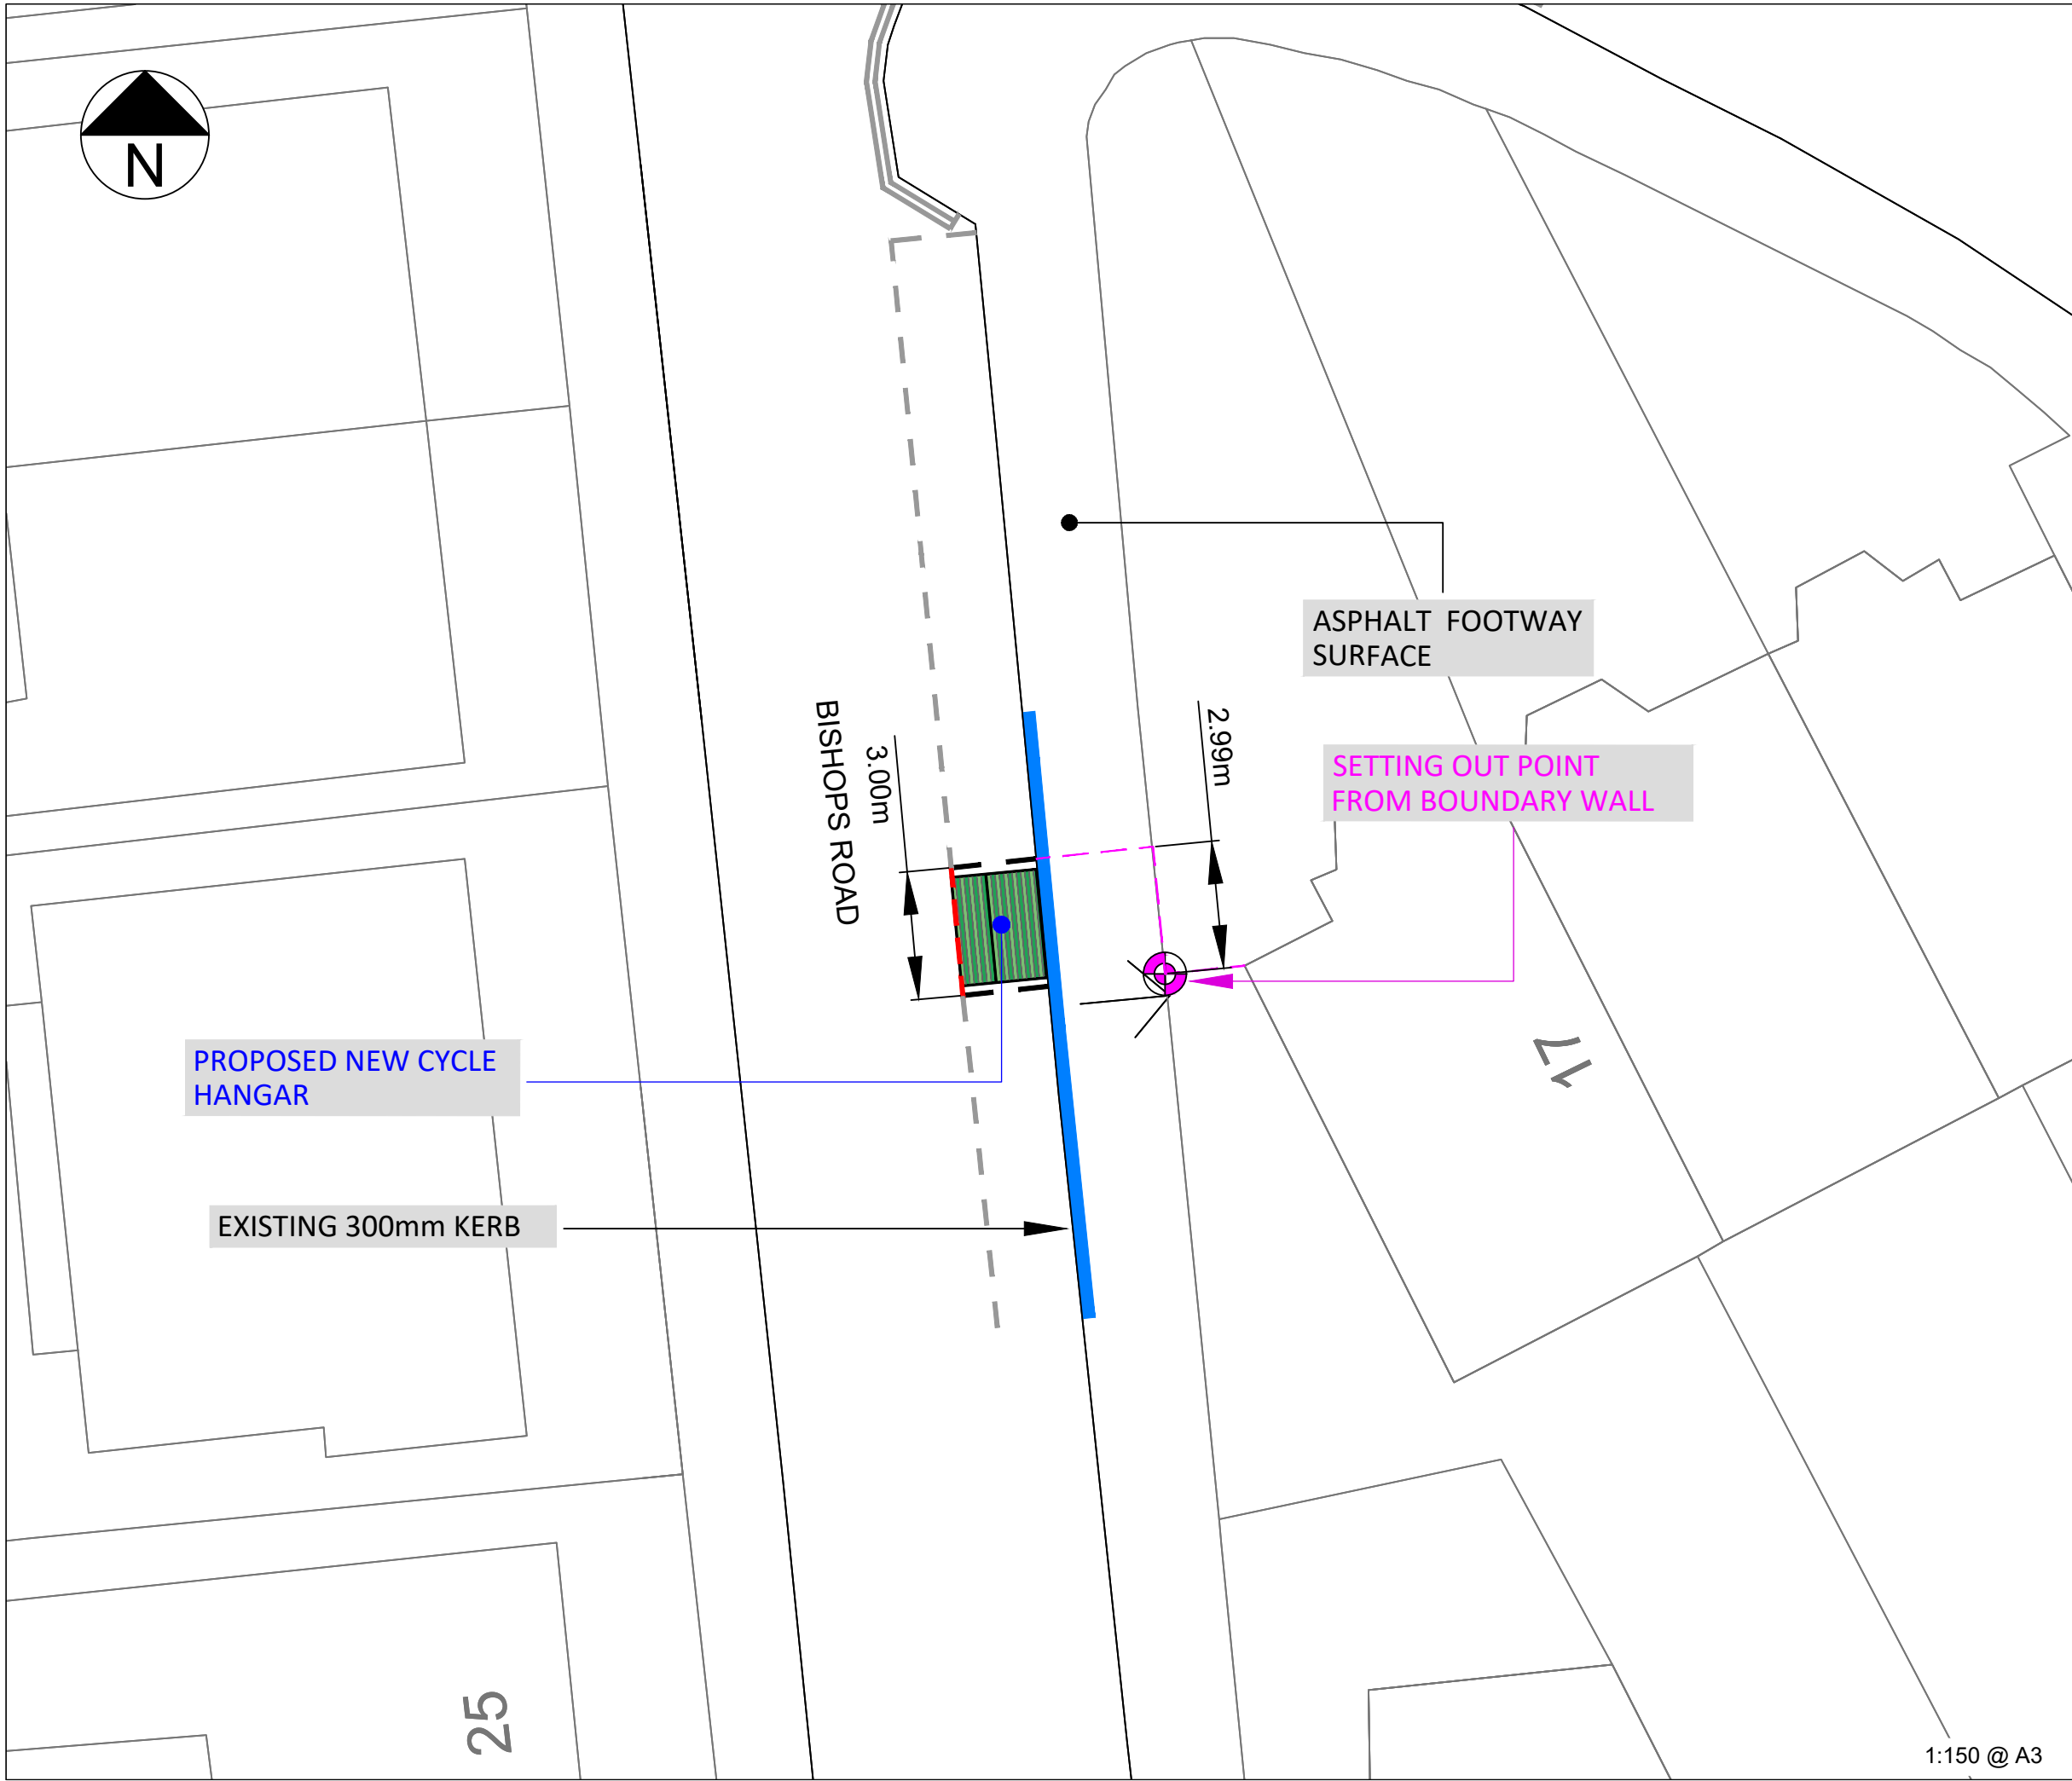 N
ASPHALT FOOTWAY
SURFACE
BISHOPS ROAD
3.00m
2.99m
SETTING OUT POINT
FROM BOUNDARY WALL
PROPOSED NEW CYCLE
HANGAR
17
EXISTING 300mm KERB
25
1:150 @ A3